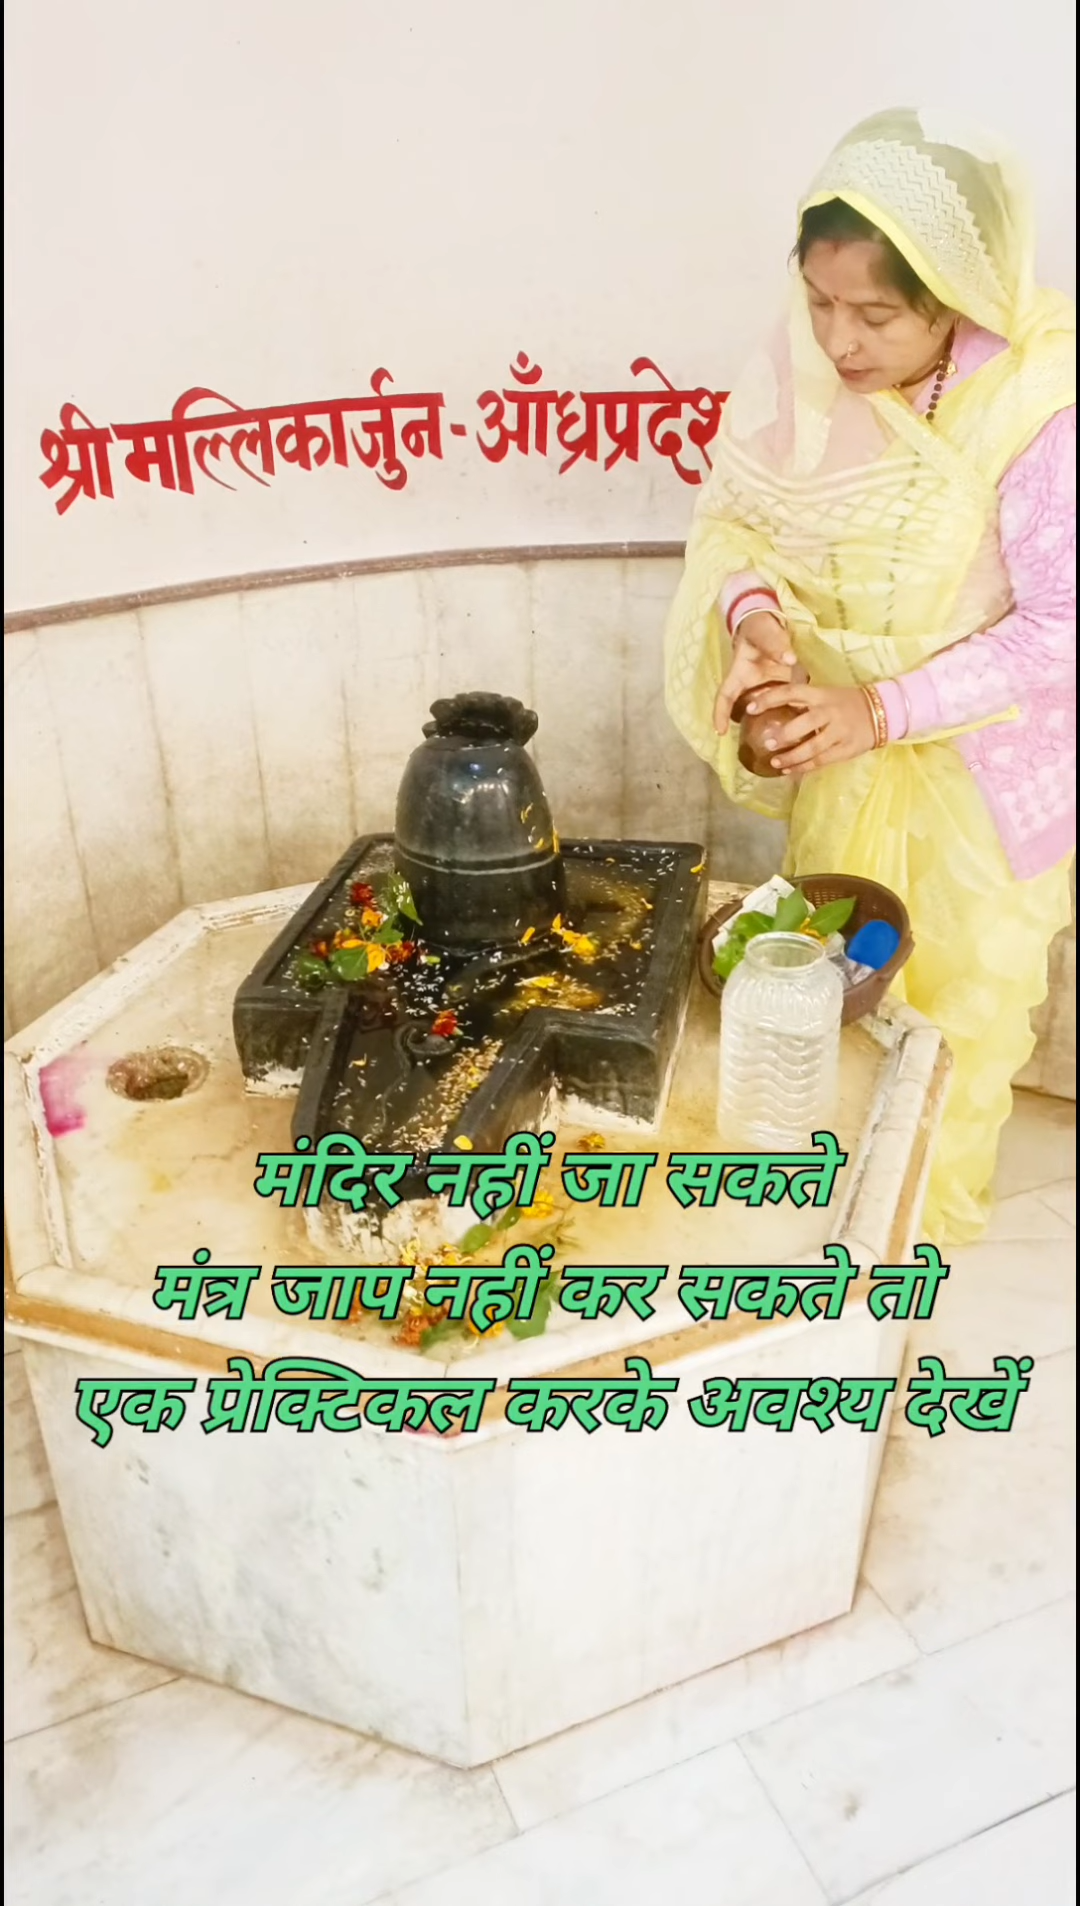 श्री मल्लिकार्जुन - आँध्रप्रदेश
मंदिर नहीं जा सकते
मंत्र जाप नहीं कर सकते तो
एक प्रेक्टिकल करके अवश्य देखें